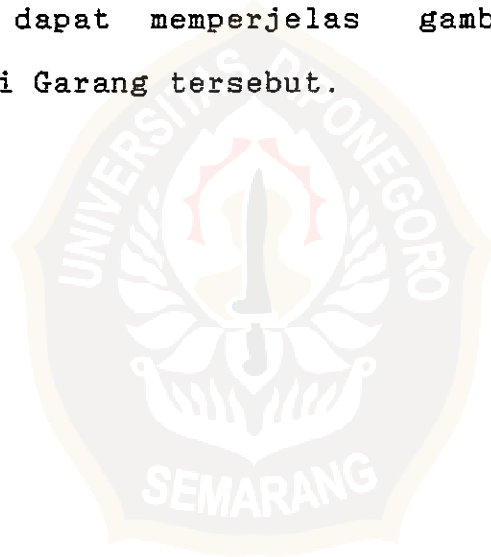 dapat memperjelas gamb
i Garang tersebut.
UNIVERSITAS DIPONEGORO
SEMARANG